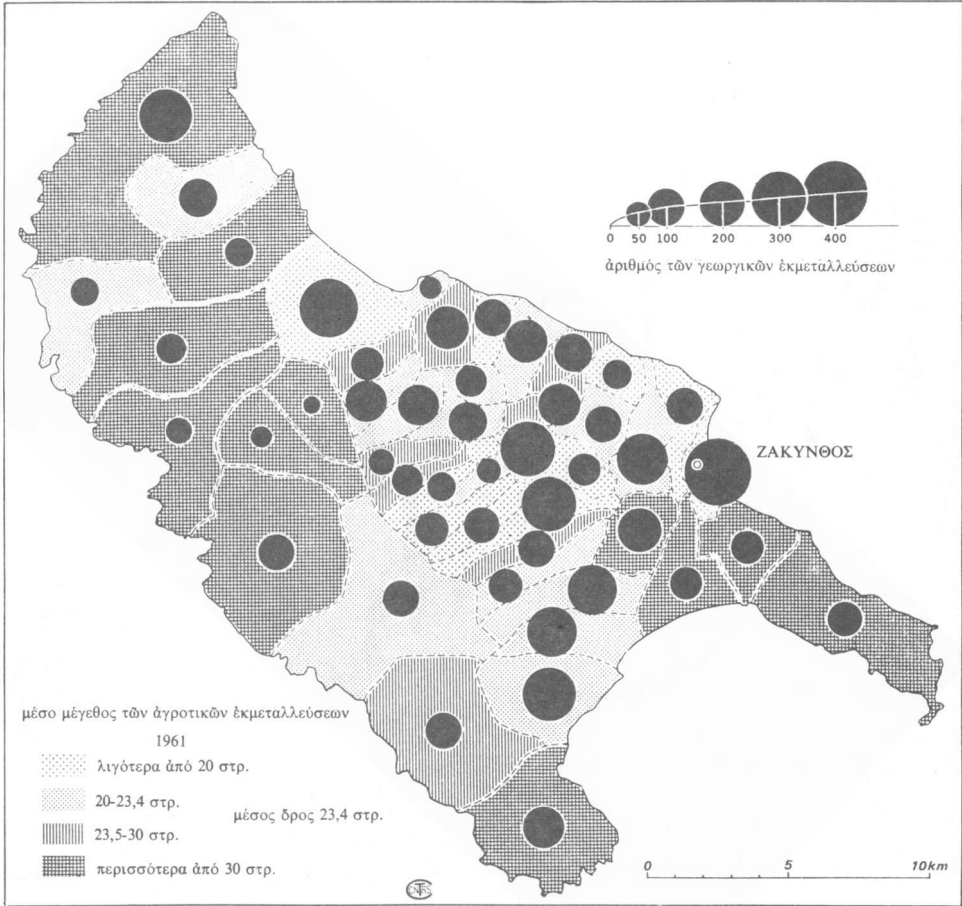 0 50 100 200 300 400
ἀριθμός τῶν γεωργικῶν ἐκμεταλλεύσεων
ΖΑΚΥΝΘΟΣ
μέσο μέγεθος τῶν ἀγροτικῶν ἐκμεταλλεύσεων
1961
λιγότερα ἀπό 20 στρ.
20-23,4 στρ.
μέσος δρος 23,4 στρ.
23,5-30 στρ.
περισσότερα ἀπό 30 στρ.
0 5 10km
CNRS